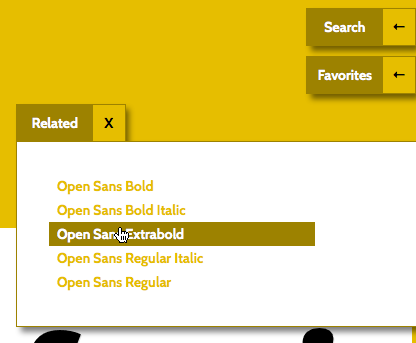 Search ←
Favorites ←
Related X
Open Sans Bold
Open Sans Bold Italic
Open Sans Extrabold
Open Sans Regular Italic
Open Sans Regular